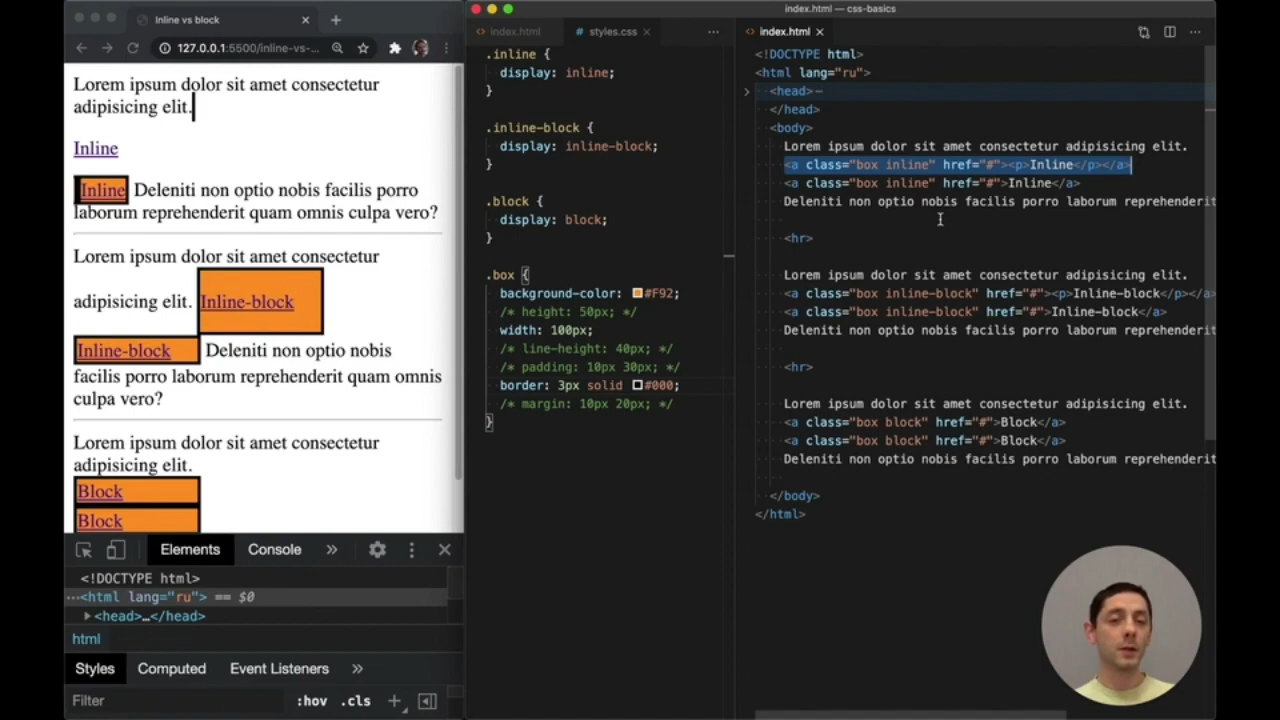 Inline vs block
127.0.0.1:5500/inline-vs-...
Lorem ipsum dolor sit amet consectetur
adipisicing elit.
Inline
Inline Deleniti non optio nobis facilis porro
laborum reprehenderit quam omnis culpa vero?
Lorem ipsum dolor sit amet consectetur
adipisicing elit. Inline-block
Inline-block Deleniti non optio nobis
facilis porro laborum reprehenderit quam omnis
culpa vero?
Lorem ipsum dolor sit amet consectetur
adipisicing elit.
Block
Block
Elements Console »
<!DOCTYPE html>
⋯<html lang="ru"> == $0
▶<head>…</head>
html
Styles Computed Event Listeners »
Filter :hov .cls +
index.html — css-basics
<> index.html # styles.css × ⋯
.inline {
display: inline;
}
.inline-block {
display: inline-block;
}
.block {
display: block;
}
.box {
background-color: #F92;
/* height: 50px; */
width: 100px;
/* line-height: 40px; */
/* padding: 10px 30px; */
border: 3px solid #000;
/* margin: 10px 20px; */
}
<> index.html ×
<!DOCTYPE html>
<html lang="ru">
<head>⋯
</head>
<body>
Lorem ipsum dolor sit amet consectetur adipisicing elit.
<a class="box inline" href="#"><p>Inline</p></a>
<a class="box inline" href="#">Inline</a>
Deleniti non optio nobis facilis porro laborum reprehenderit
<hr>
Lorem ipsum dolor sit amet consectetur adipisicing elit.
<a class="box inline-block" href="#"><p>Inline-block</p></a>
<a class="box inline-block" href="#">Inline-block</a>
Deleniti non optio nobis facilis porro laborum reprehenderit
<hr>
Lorem ipsum dolor sit amet consectetur adipisicing elit.
<a class="box block" href="#">Block</a>
<a class="box block" href="#">Block</a>
Deleniti non optio nobis facilis porro laborum reprehenderit
</body>
</html>